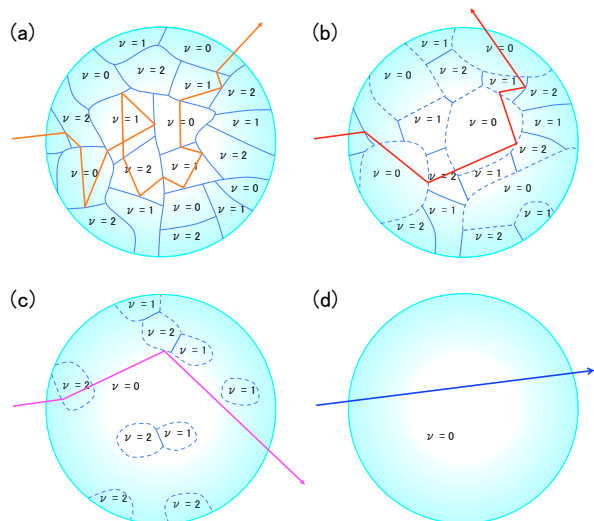 (a)
ν = 1
ν = 0
ν = 0
ν = 2
ν = 1
ν = 2
ν = 2
ν = 1
ν = 0
ν = 1
ν = 2
ν = 2
ν = 1
ν = 0
ν = 0
ν = 1
ν = 0
ν = 1
ν = 2
ν = 2
(b)
ν = 1
ν = 0
ν = 0
ν = 2
ν = 1
ν = 2
ν = 1
ν = 0
ν = 2
ν = 0
ν = 2
ν = 1
ν = 0
ν = 1
ν = 1
ν = 2
ν = 2
(c)
ν = 1
ν = 2
ν = 1
ν = 2
ν = 0
ν = 1
ν = 2
ν = 1
ν = 2
ν = 2
(d)
ν = 0